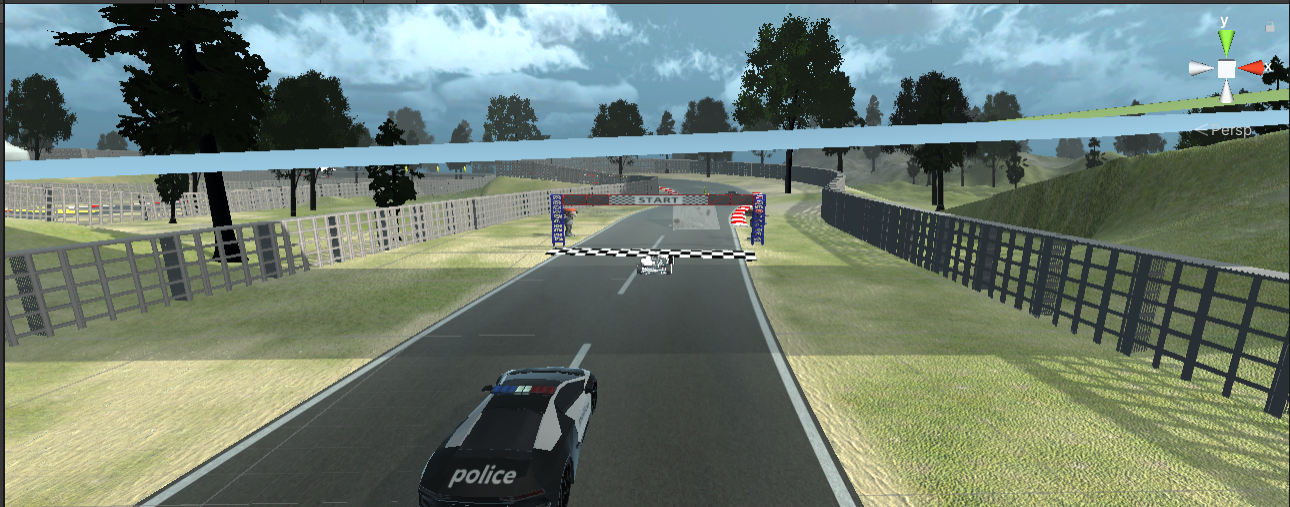 y
x
< Persp
START
police